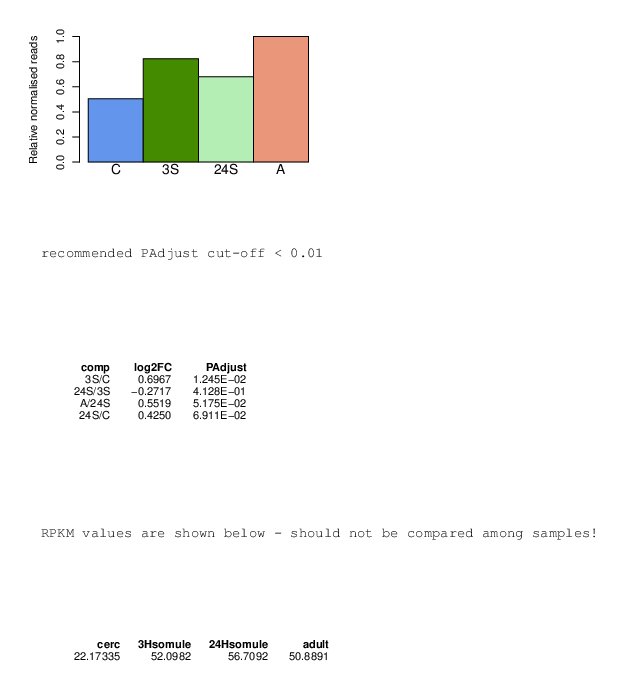 Relative normalised reads
1.0
0.8
0.6
0.4
0.2
0.0
C 3S 24S A
recommended PAdjust cut-off < 0.01
comp log2FC PAdjust
3S/C 0.6967 1.245E−02
24S/3S −0.2717 4.128E−01
A/24S 0.5519 5.175E−02
24S/C 0.4250 6.911E−02
RPKM values are shown below - should not be compared among samples!
cerc 3Hsomule 24Hsomule adult
22.17335 52.0982 56.7092 50.8891